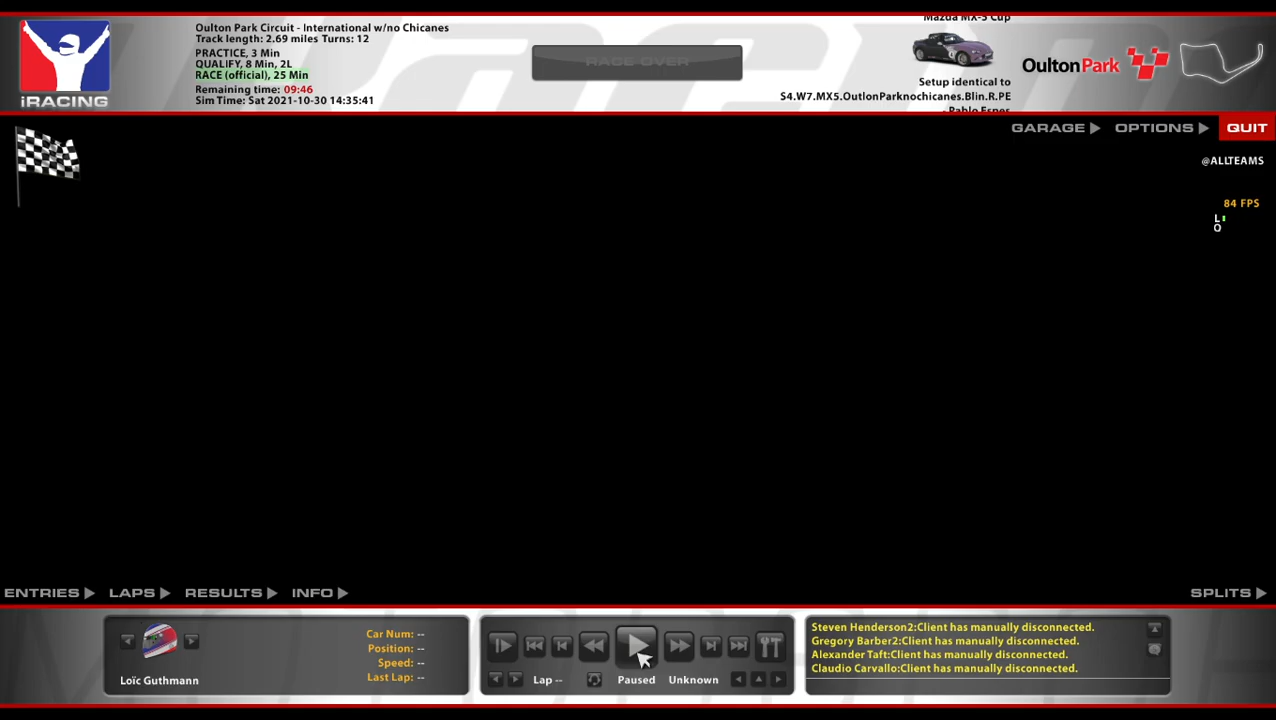 Oulton Park Circuit - International w/no Chicanes
Track length: 2.69 miles Turns: 12
PRACTICE, 3 Min
QUALIFY, 8 Min, 2L
RACE (official), 25 Min
Remaining time: 09:46
Sim Time: Sat 2021-10-30 14:35:41
iRACING
RACE OVER
Mazda MX-5 Cup
Setup identical to
S4.W7.MX5.OutlonParknochicanes.Blin.R.PE
- Pablo Espes
OultonPark
GARAGE OPTIONS QUIT
@ALLTEAMS
84 FPS
L
Q
ENTRIES LAPS RESULTS INFO SPLITS
Loïc Guthmann
Car Num: --
Position: --
Speed: --
Last Lap: --
Lap -- Paused Unknown
Steven Henderson2:Client has manually disconnected.
Gregory Barber2:Client has manually disconnected.
Alexander Taft:Client has manually disconnected.
Claudio Carvallo:Client has manually disconnected.